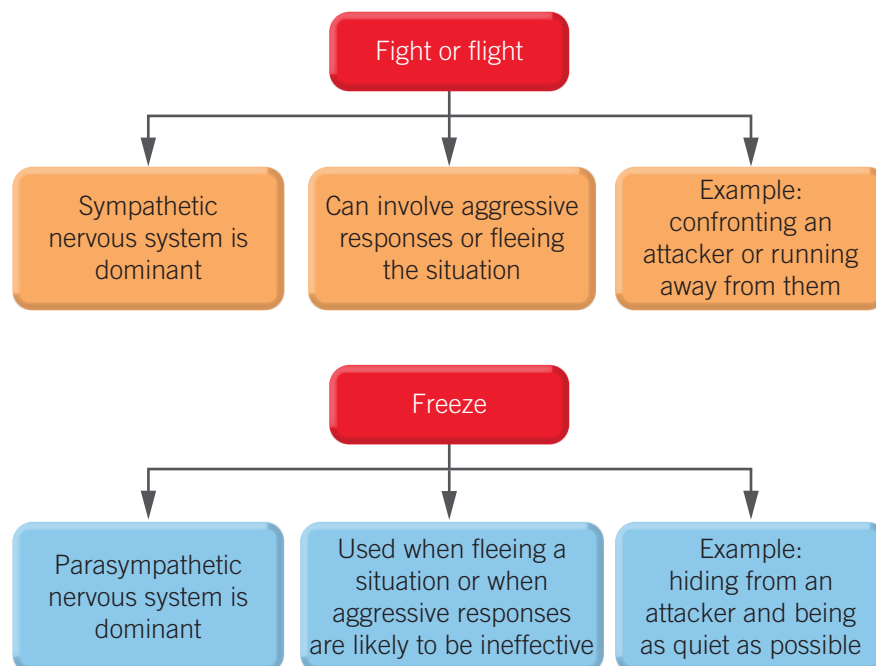 Fight or flight
Sympathetic
nervous system is
dominant
Can involve aggressive
responses or fleeing
the situation
Example:
confronting an
attacker or running
away from them
Freeze
Parasympathetic
nervous system is
dominant
Used when fleeing a
situation or when
aggressive responses
are likely to be ineffective
Example:
hiding from an
attacker and being
as quiet as possible